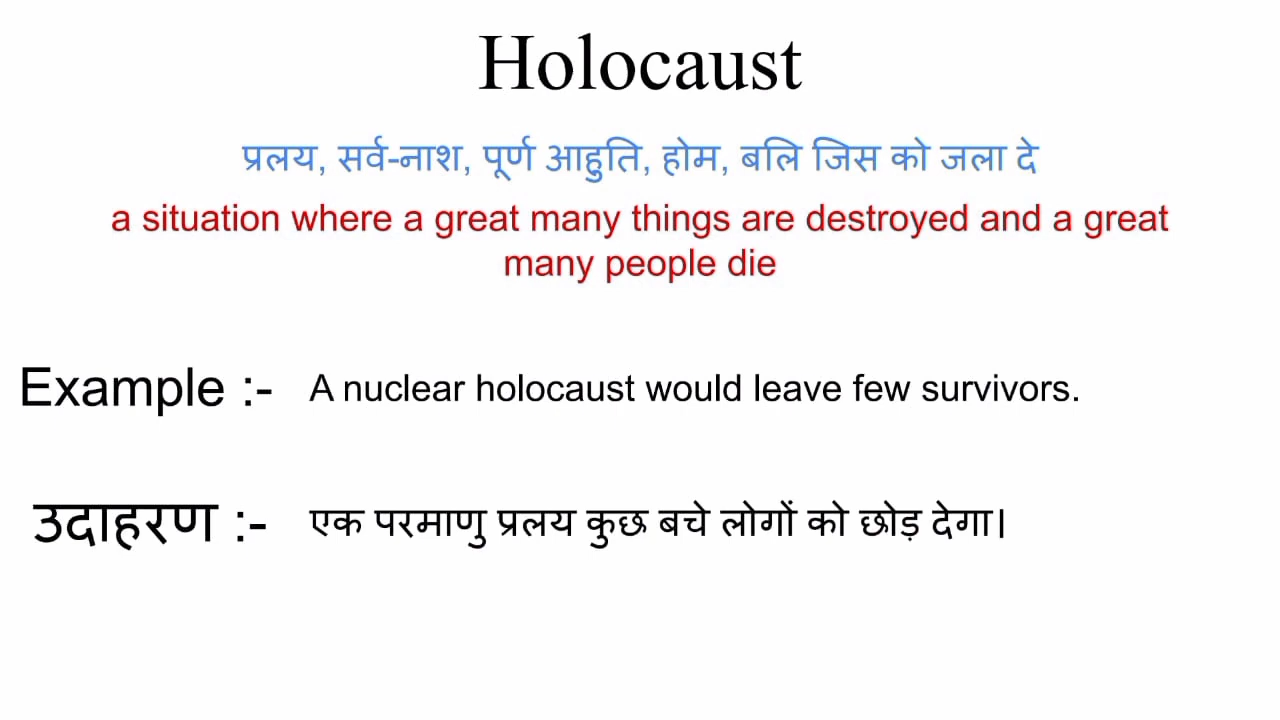 Holocaust
प्रलय, सर्व-नाश, पूर्ण आहुति, होम, बलि जिस को जला दे
a situation where a great many things are destroyed and a great
many people die
Example :- A nuclear holocaust would leave few survivors.
उदाहरण :- एक परमाणु प्रलय कुछ बचे लोगों को छोड़ देगा।